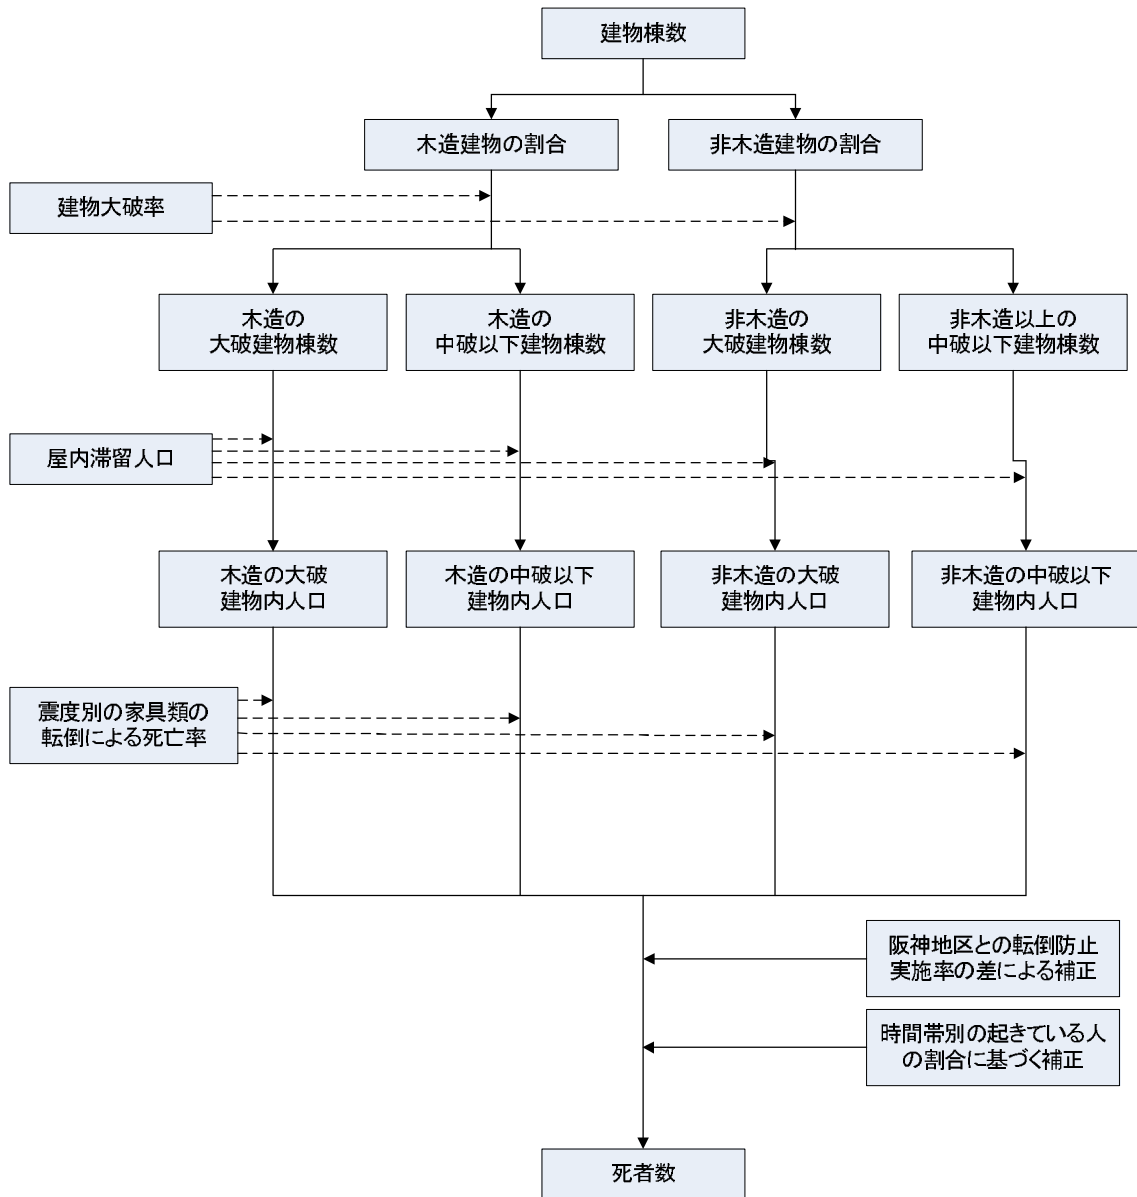 建物棟数
木造建物の割合
非木造建物の割合
建物大破率
木造の
大破建物棟数
木造の
中破以下建物棟数
非木造の
大破建物棟数
非木造以上の
中破以下建物棟数
屋内滞留人口
木造の大破
建物内人口
木造の中破以下
建物内人口
非木造の大破
建物内人口
非木造の中破以下
建物内人口
震度別の家具類の
転倒による死亡率
阪神地区との転倒防止
実施率の差による補正
時間帯別の起きている人
の割合に基づく補正
死者数